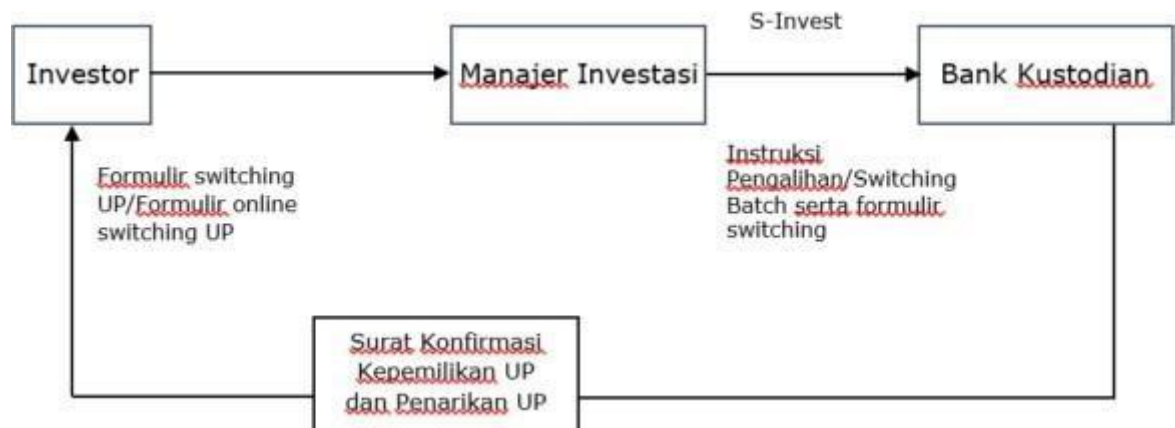 S-Invest
Investor
Manajer Investasi
Bank Kustodian
Formulir switching
UP/Formulir online
switching UP
Instruksi
Pengalihan/Switching
Batch serta formulir
switching
Surat Konfirmasi
Kepemilikan UP
dan Penarikan UP